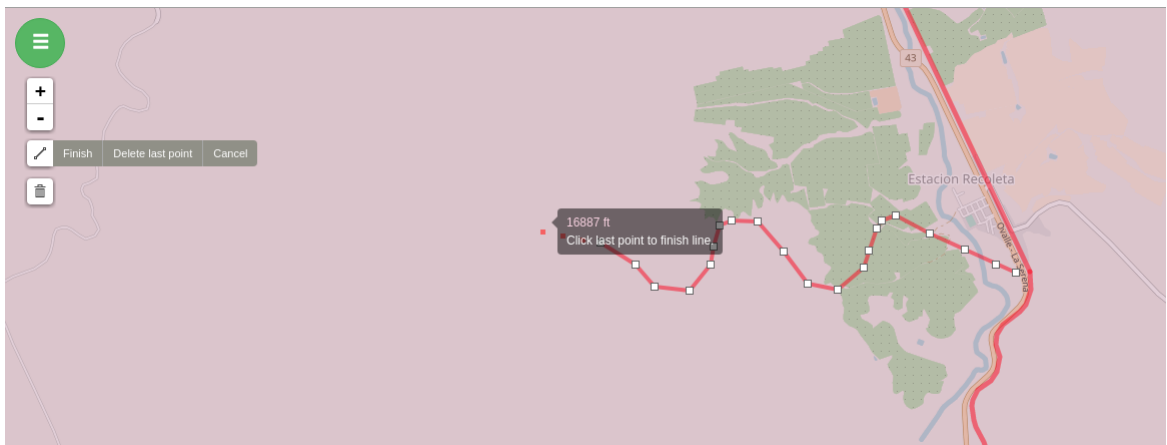 43
+
-
Finish Delete last point Cancel
Estacion Recoleta
16887 ft
Click last point to finish line.
Ovalle - La Serena